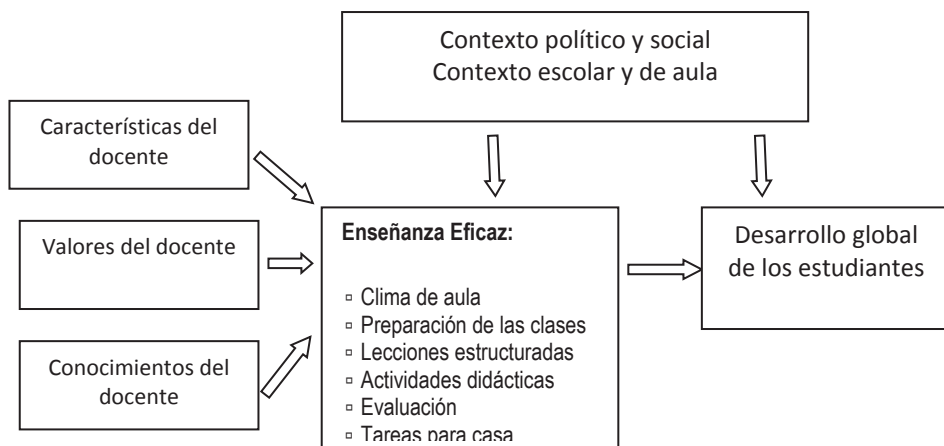 Contexto político y social
Contexto escolar y de aula
Características del
docente
Valores del docente
Conocimientos del
docente
Enseñanza Eficaz:
▫ Clima de aula
▫ Preparación de las clases
▫ Lecciones estructuradas
▫ Actividades didácticas
▫ Evaluación
▫ Tareas para casa
Desarrollo global
de los estudiantes